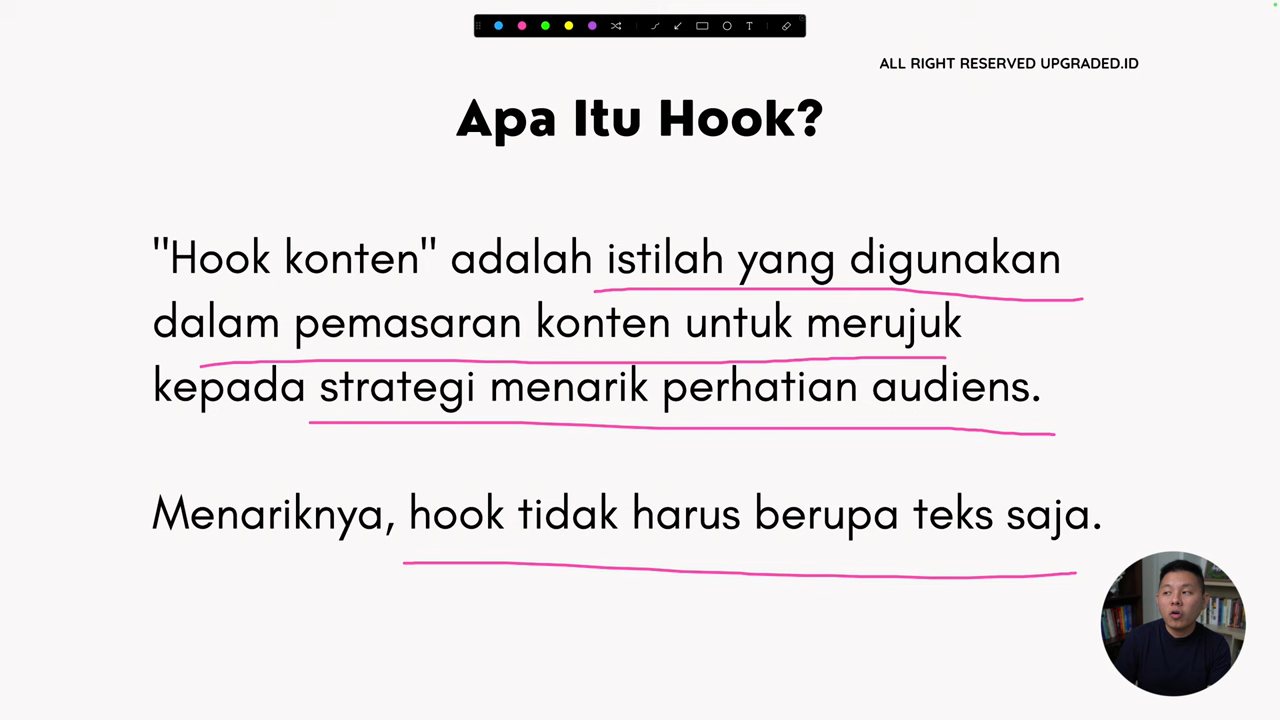 ALL RIGHT RESERVED UPGRADED.ID
Apa Itu Hook?
"Hook konten" adalah istilah yang digunakan
dalam pemasaran konten untuk merujuk
kepada strategi menarik perhatian audiens.
Menariknya, hook tidak harus berupa teks saja.